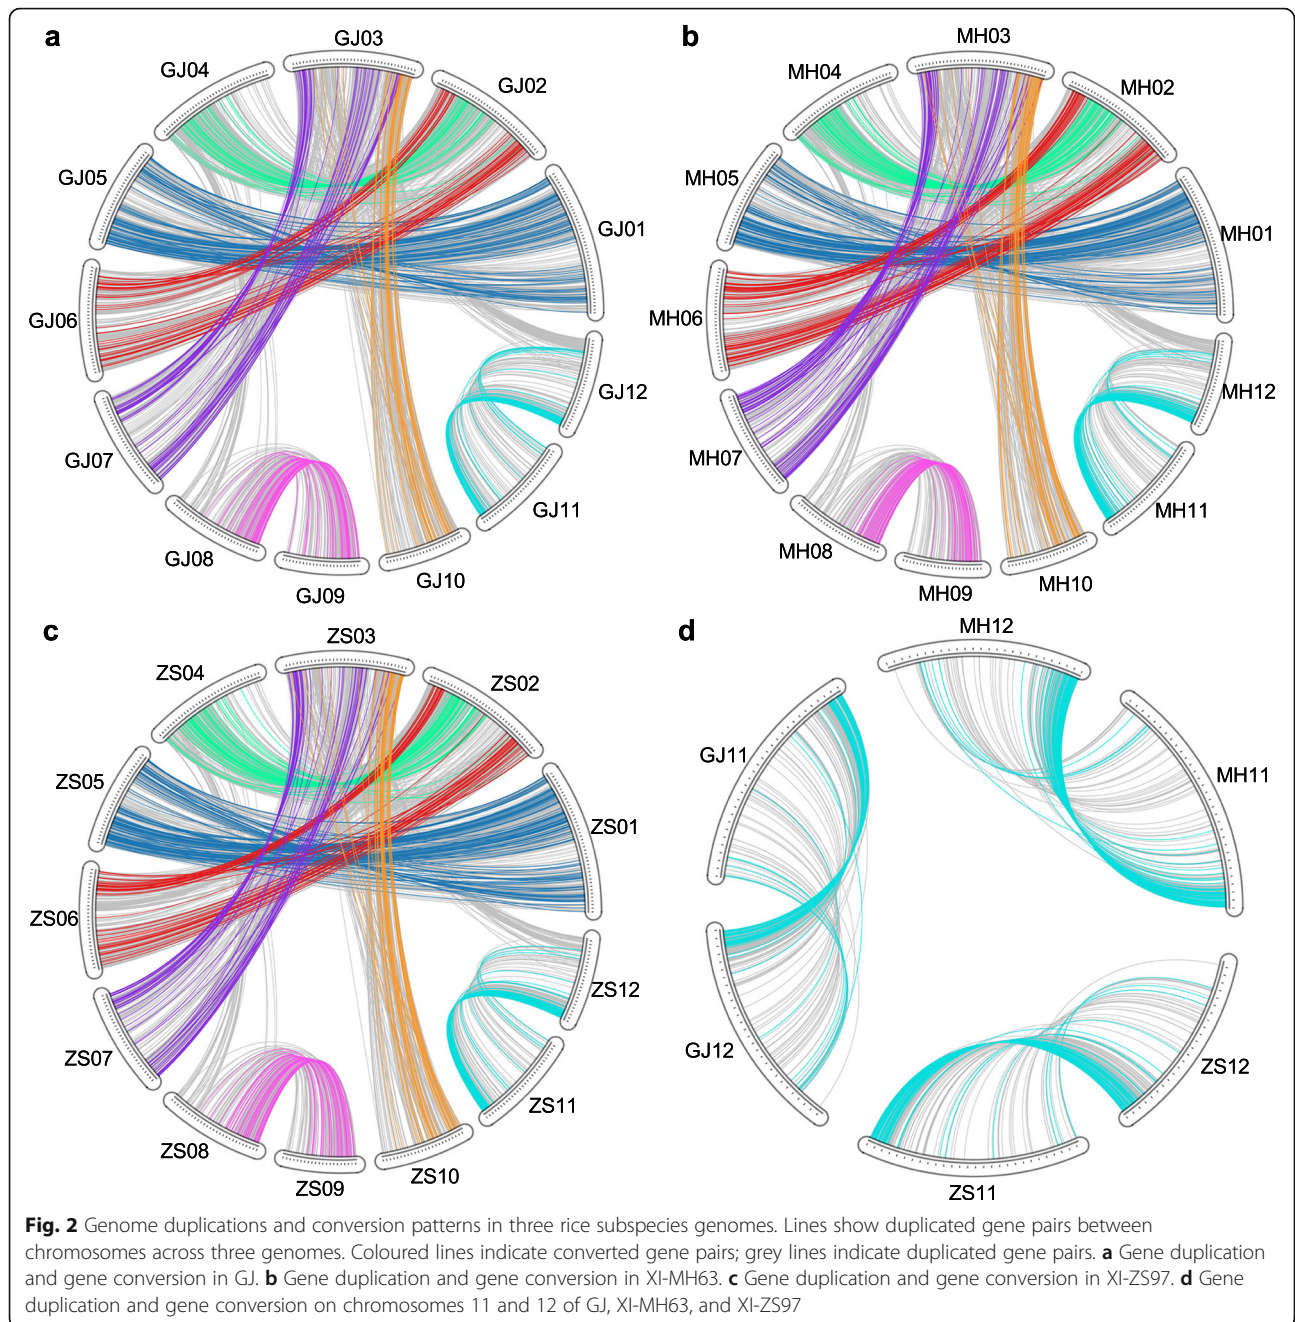 a
GJ03
GJ04
GJ02
GJ05
GJ01
GJ06
GJ12
GJ07
GJ11
GJ08
GJ10
GJ09
b
MH03
MH04
MH02
MH05
MH01
MH06
MH12
MH07
MH11
MH08
MH10
MH09
c
ZS03
ZS04
ZS02
ZS05
ZS01
ZS06
ZS12
ZS07
ZS11
ZS08
ZS10
ZS09
d
MH12
GJ11
MH11
GJ12
ZS12
ZS11
Fig. 2 Genome duplications and conversion patterns in three rice subspecies genomes. Lines show duplicated gene pairs between
chromosomes across three genomes. Coloured lines indicate converted gene pairs; grey lines indicate duplicated gene pairs. a Gene duplication
and gene conversion in GJ. b Gene duplication and gene conversion in XI-MH63. c Gene duplication and gene conversion in XI-ZS97. d Gene
duplication and gene conversion on chromosomes 11 and 12 of GJ, XI-MH63, and XI-ZS97